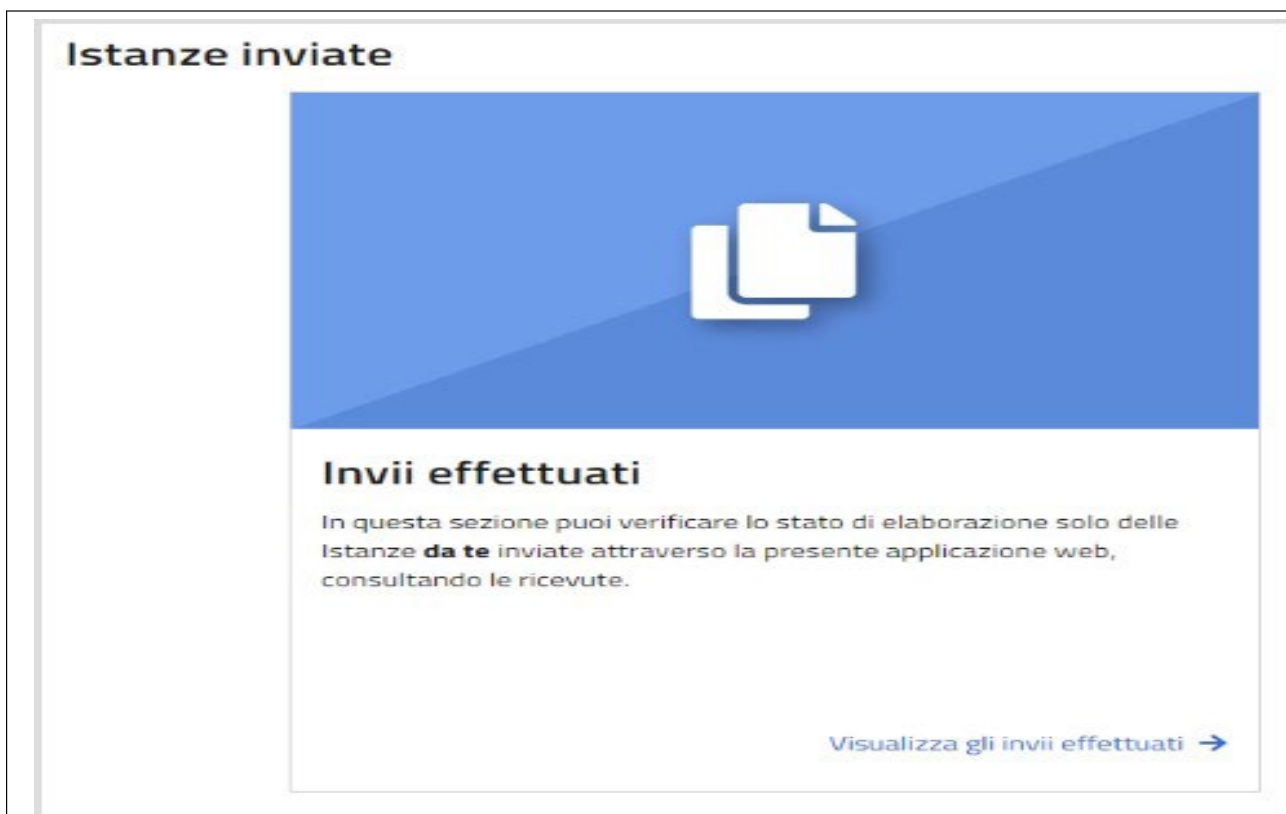 Istanze inviate
Invii effettuati
In questa sezione puoi verificare lo stato di elaborazione solo delle
Istanze da te inviate attraverso la presente applicazione web,
consultando le ricevute.
Visualizza gli invii effettuati →